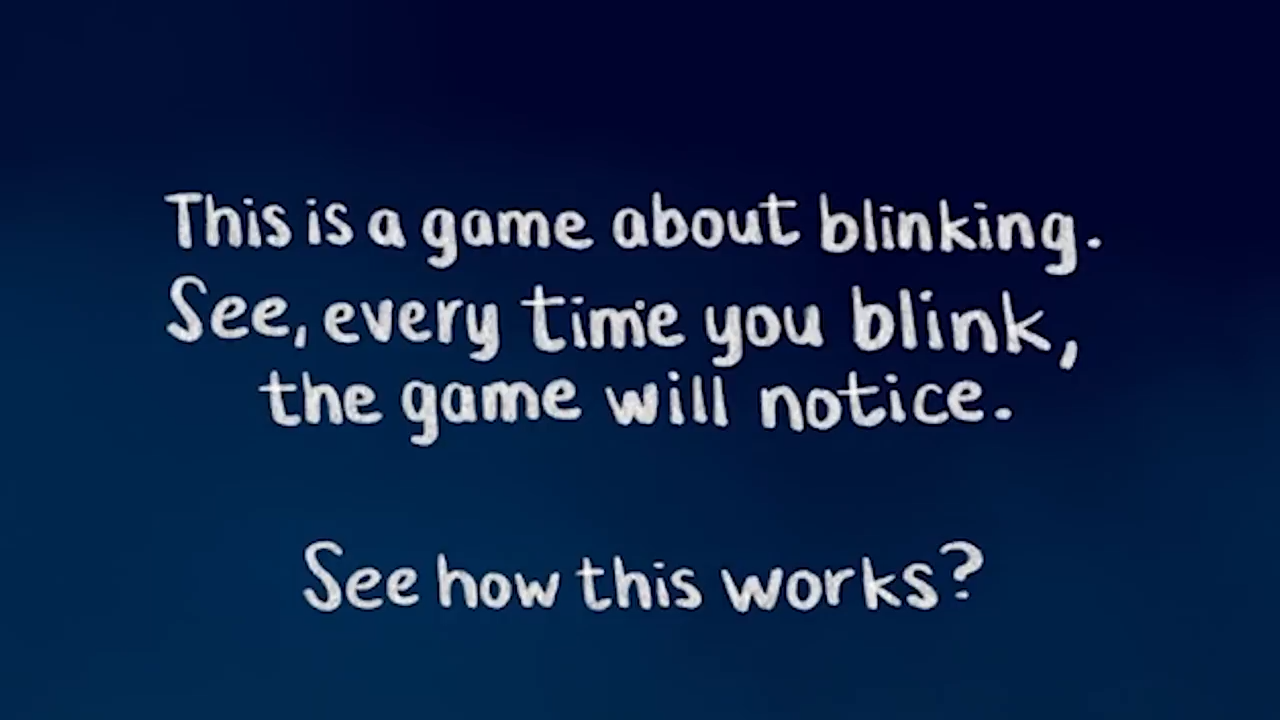 This is a game about blinking.
See, every time you blink,
the game will notice.
See how this works?